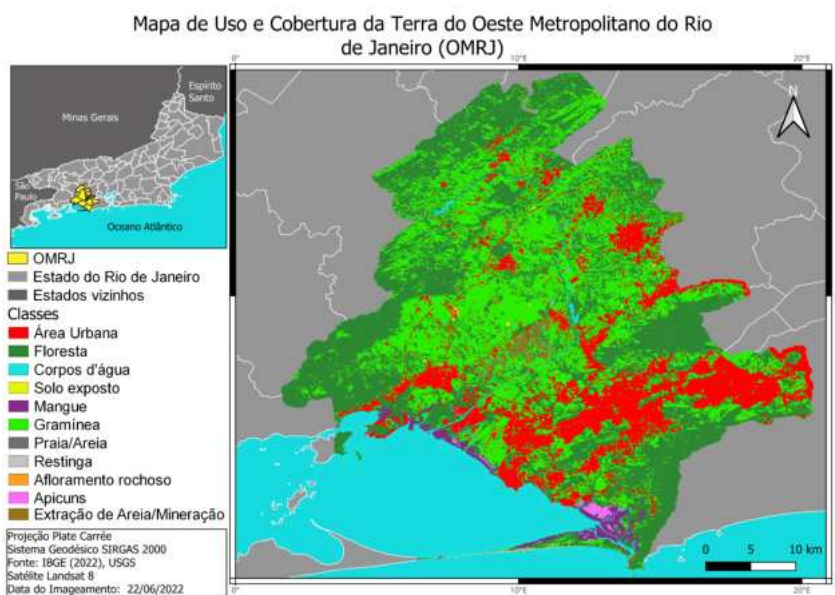 Mapa de Uso e Cobertura da Terra do Oeste Metropolitano do Rio
de Janeiro (OMRJ)
0°
10°E
20°E
Espírito
Santo
Minas Gerais
São
Paulo
Oceano Atlântico
N
OMRJ
Estado do Rio de Janeiro
Estados vizinhos
Classes
Área Urbana
Floresta
Corpos d'água
Solo exposto
Mangue
Gramínea
Praia/Areia
Restinga
Afloramento rochoso
Apicuns
Extração de Areia/Mineração
Projeção Plate Carrée
Sistema Geodésico SIRGAS 2000
Fonte: IBGE (2022), USGS
Satélite Landsat 8
Data do Imageamento: 22/06/2022
0 5 10 km
0°
10°E
20°E